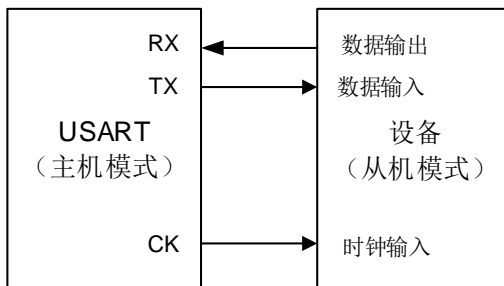 RX
数据输出
TX
数据输入
USART
(主机模式)
设备
(从机模式)
CK
时钟输入